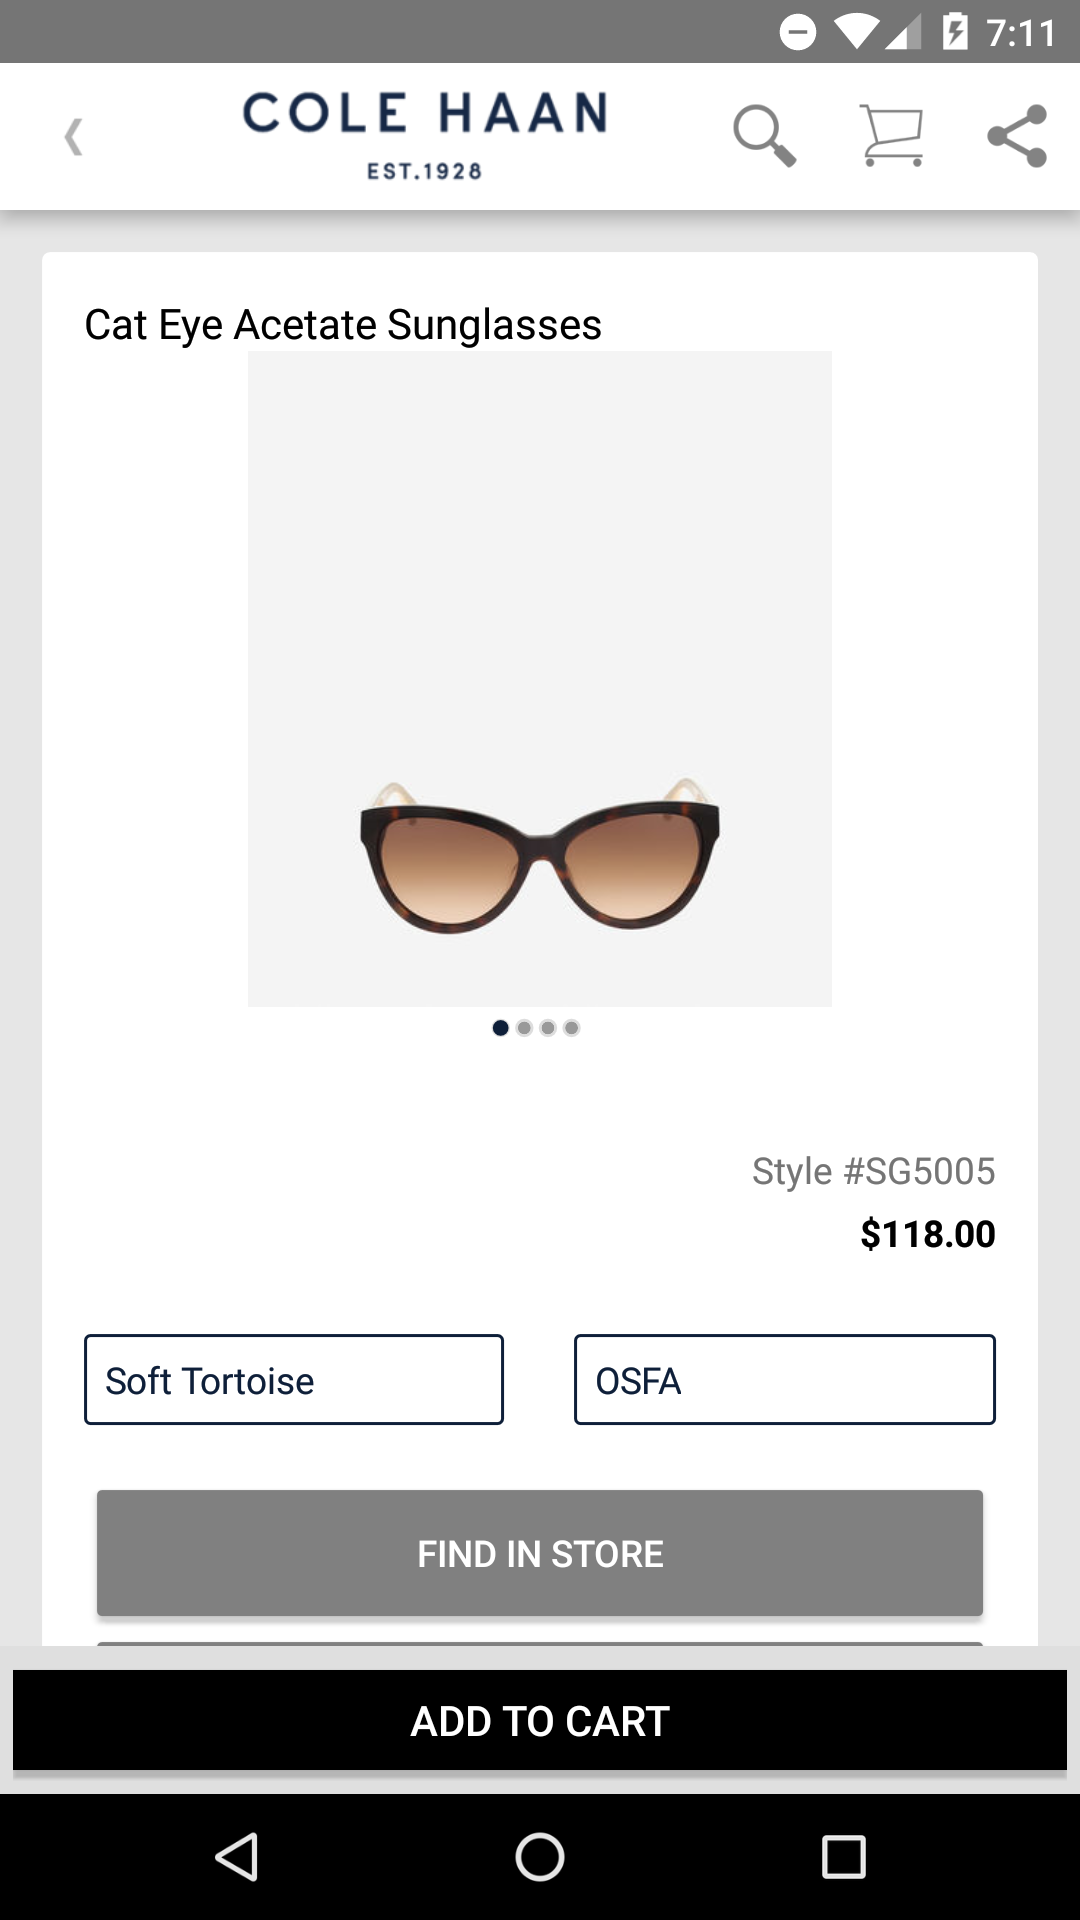 7:11
COLE HAAN
EST.1928
Cat Eye Acetate Sunglasses
Style #SG5005
$118.00
Soft Tortoise
OSFA
FIND IN STORE
ADD TO CART